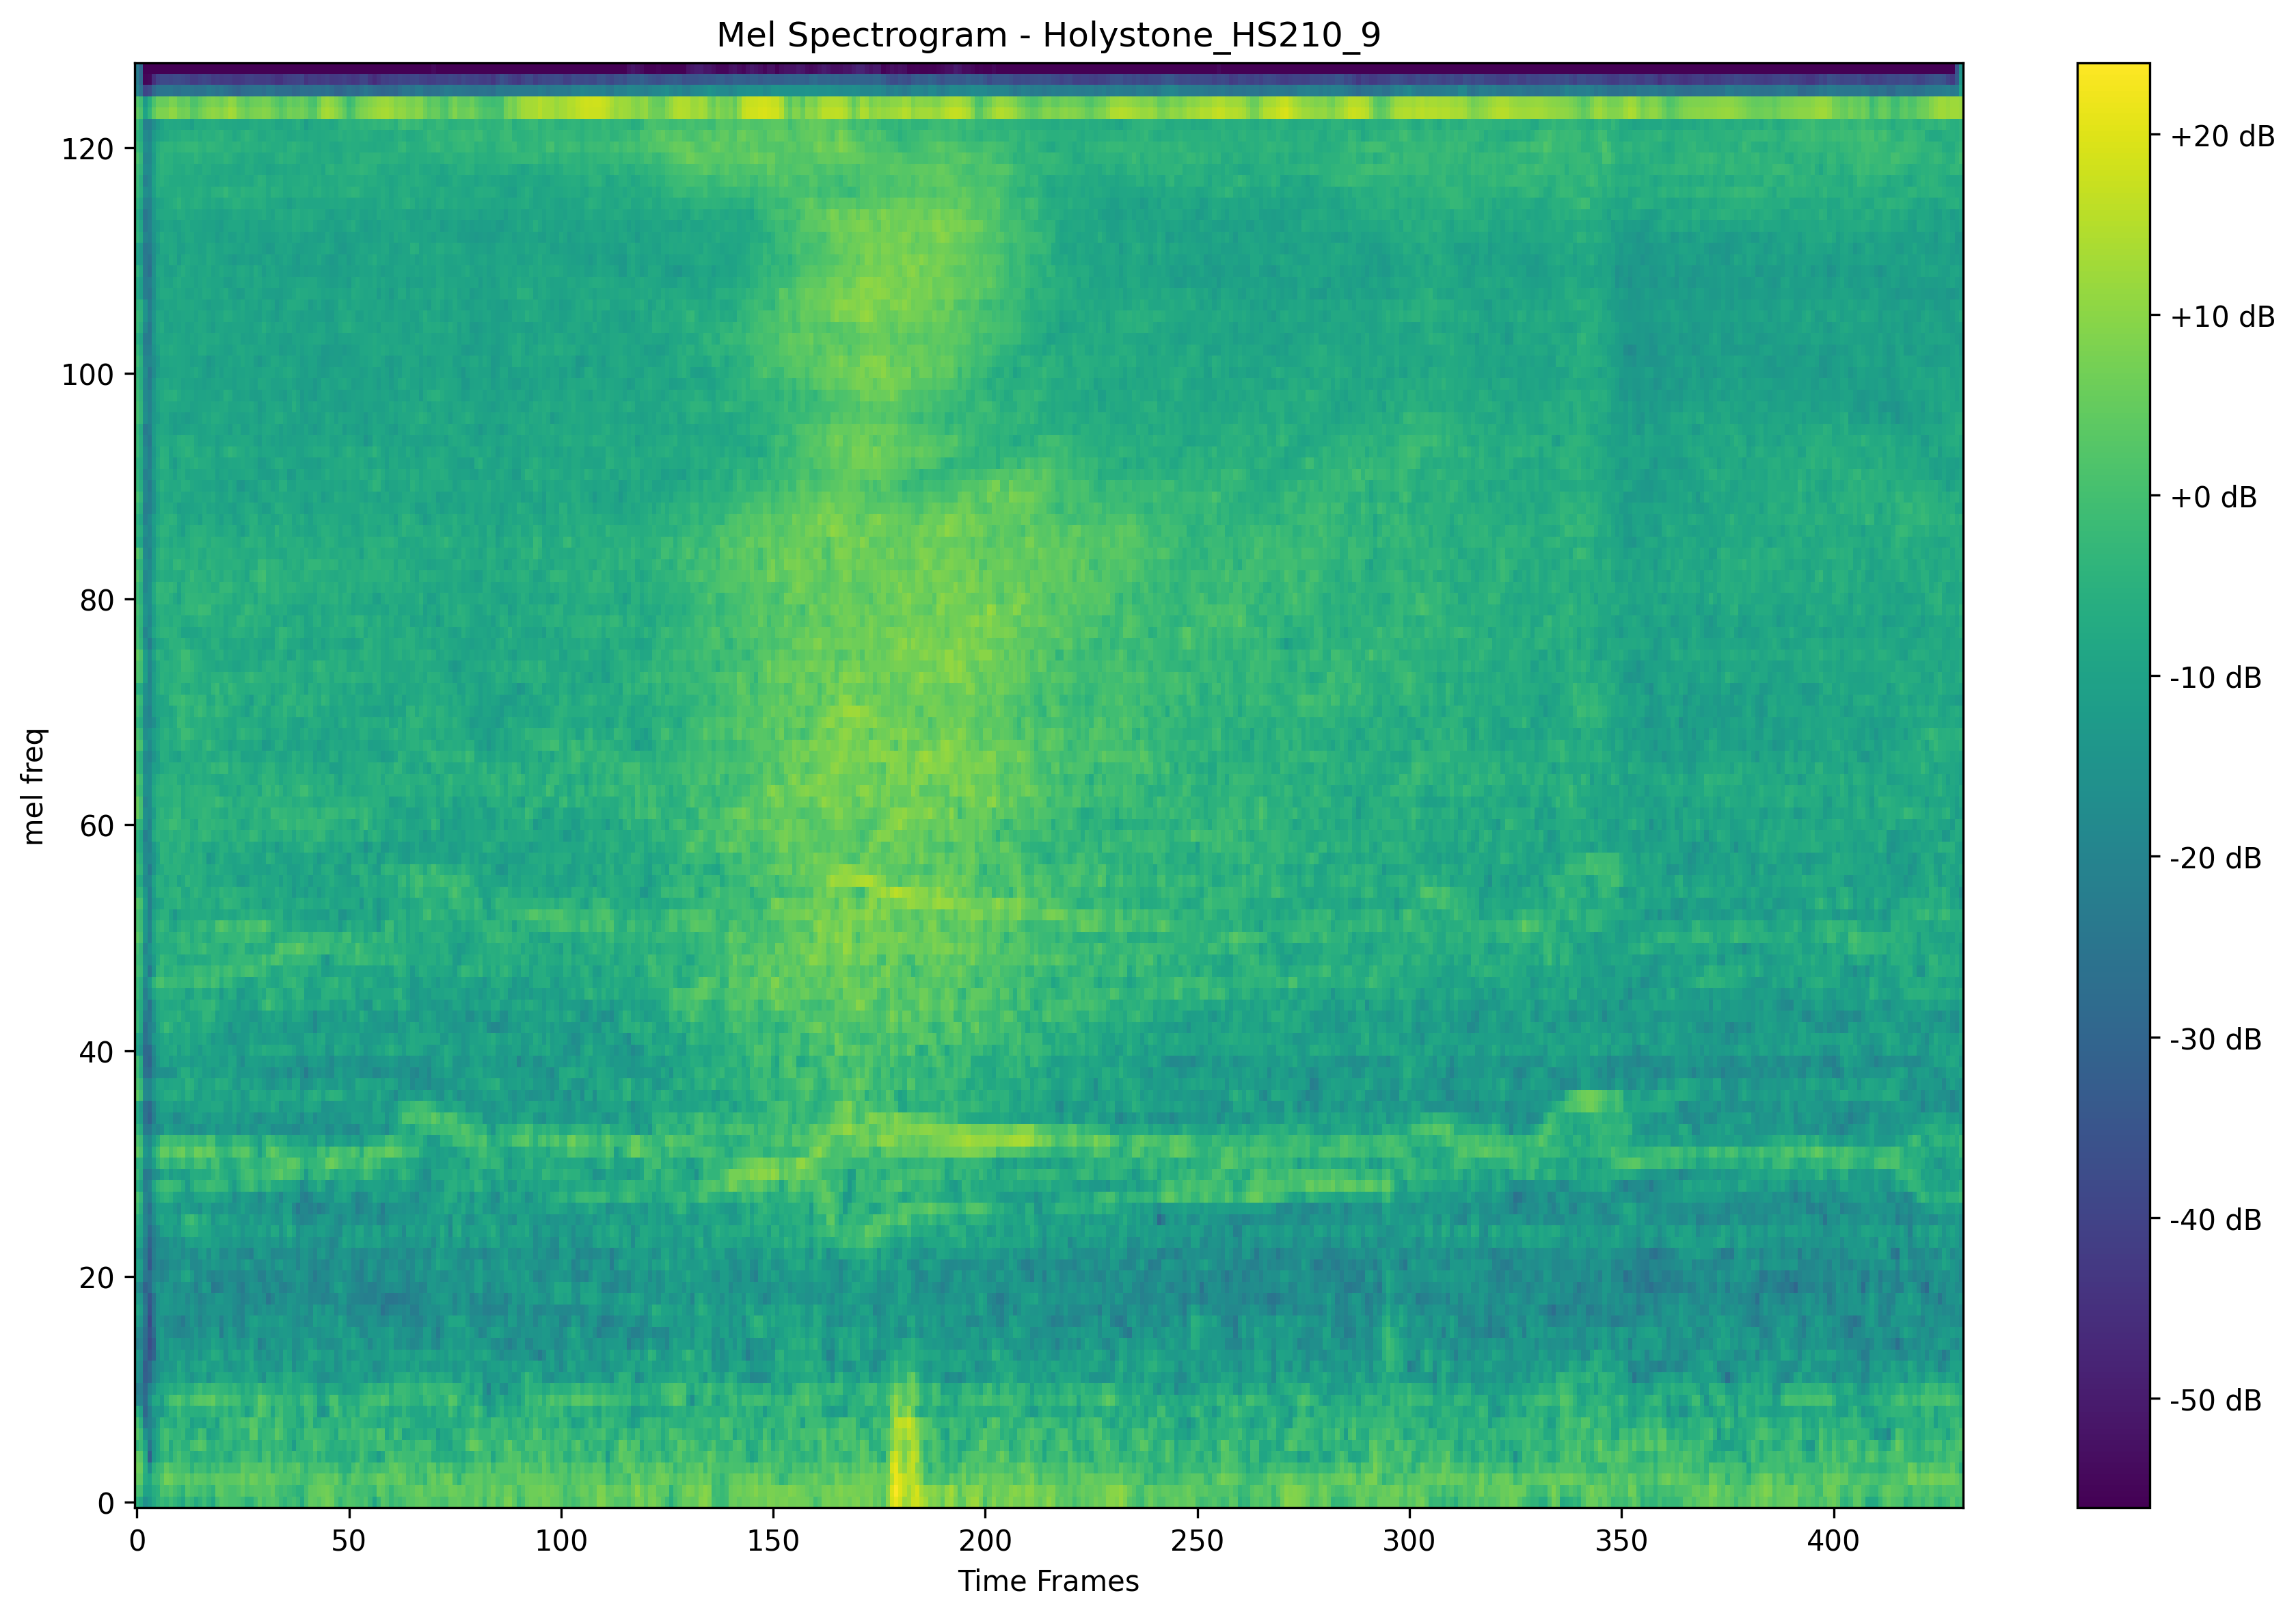 Mel Spectrogram - Holystone_HS210_9
mel freq
120
100
80
60
40
20
0
0 50 100 150 200 250 300 350 400
Time Frames
+20 dB
+10 dB
+0 dB
-10 dB
-20 dB
-30 dB
-40 dB
-50 dB